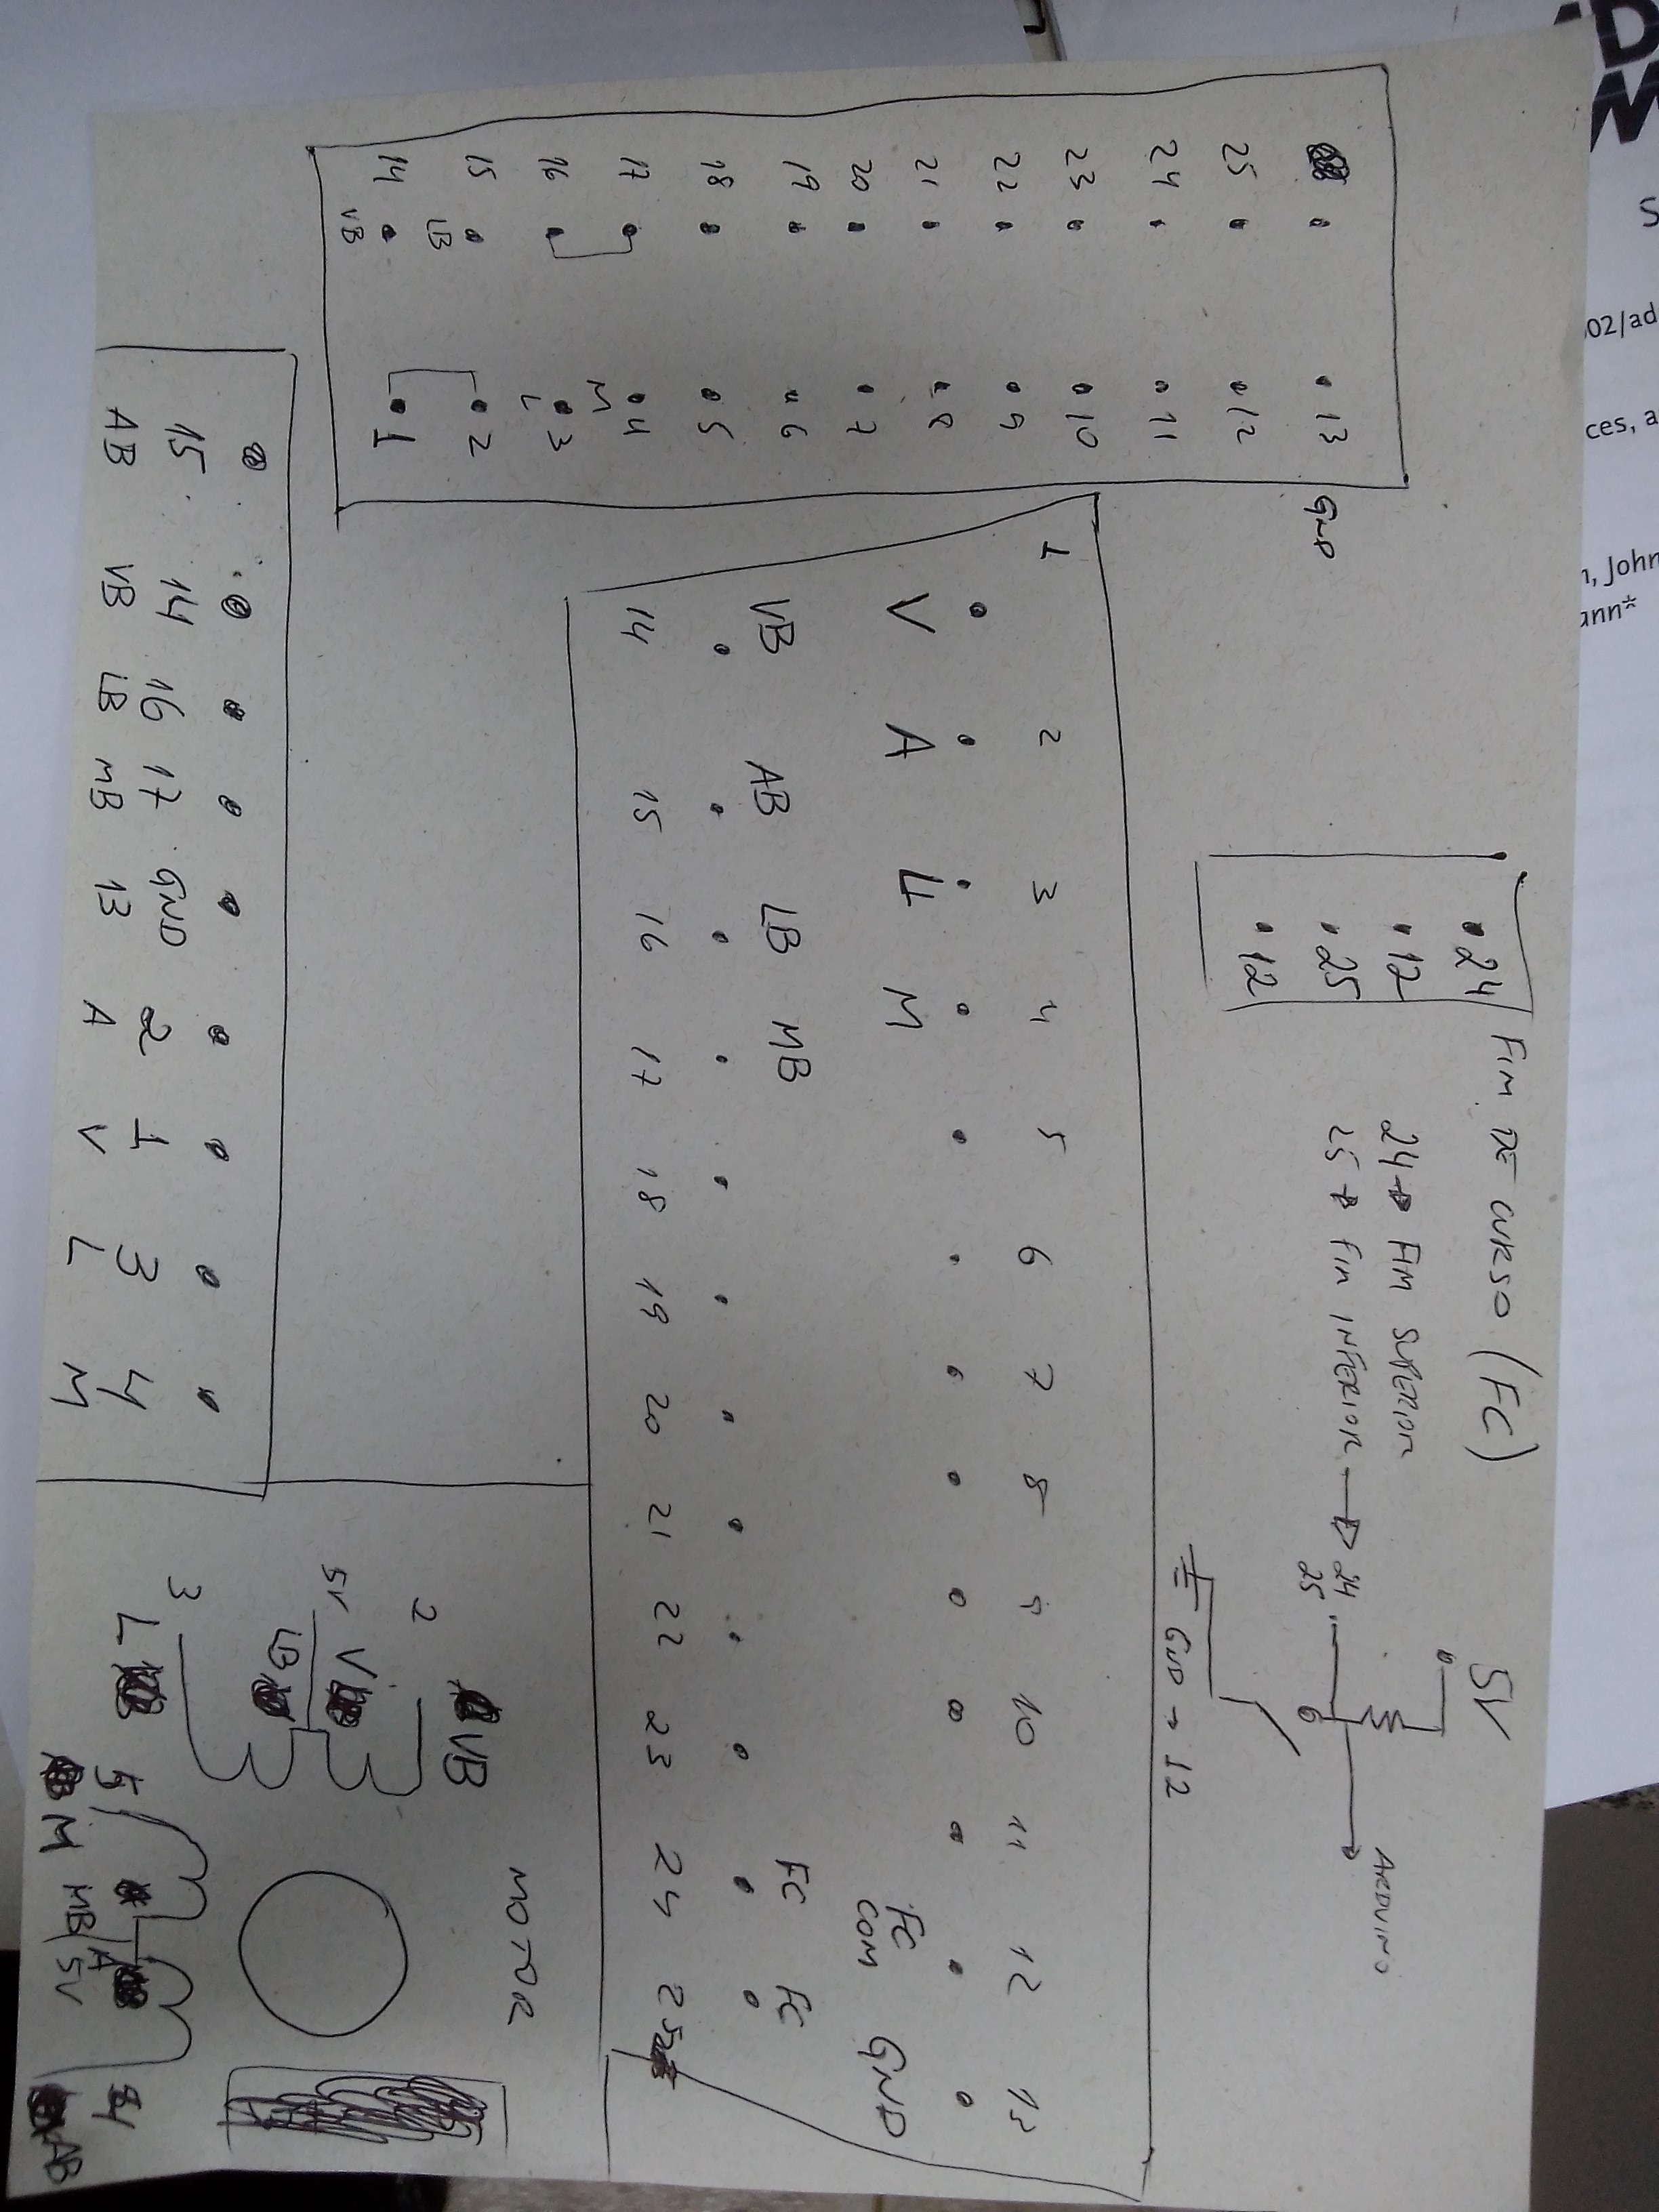 FIM DE CURSO (FC)
24 → FIM SUPERIOR
25 → FIM INFERIOR →
24
25
5V
ARDUINO
GND → 12
.24
.12
.25
.12
1 2 3 4 5 6 7 8 9 10 11 12 13
V A L M FC COM GND
VB AB LB MB FC FC
14 15 16 17 18 19 20 21 22 23 24 25
25 24 23 22 21 20 19 18 17 16 15 14
LB VB
13 12 11 10 9 8 7 6 5 4 3 2 1
M L
GND
15 14 16 17 GND 2 1 3 4
AB VB LB MB 13 A V L M
MOTOR
2 VB
5V V
LB
3 L
5 M
MB A
5V
4 AB
S
02/ad
ces, a
n, John
ann*